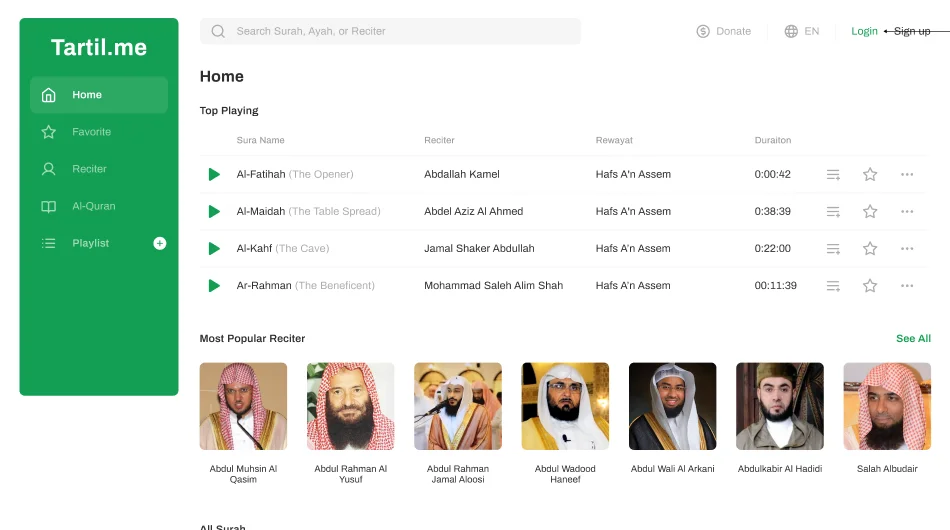 Tartil.me
Home
Favorite
Reciter
Al-Quran
Playlist
Search Surah, Ayah, or Reciter
Donate
EN
Login
Sign up
Home
Top Playing
Sura Name Reciter Rewayat Duraiton
Al-Fatihah (The Opener) Abdallah Kamel Hafs A'n Assem 0:00:42
Al-Maidah (The Table Spread) Abdel Aziz Al Ahmed Hafs A'n Assem 0:38:39
Al-Kahf (The Cave) Jamal Shaker Abdullah Hafs A'n Assem 0:22:00
Ar-Rahman (The Beneficent) Mohammad Saleh Alim Shah Hafs A'n Assem 00:11:39
Most Popular Reciter See All
Abdul Muhsin Al
Qasim
Abdul Rahman Al
Yusuf
Abdul Rahman
Jamal Aloosi
Abdul Wadood
Haneef
Abdul Wali Al Arkani
Abdulkabir Al Hadidi
Salah Albudair
All Surah